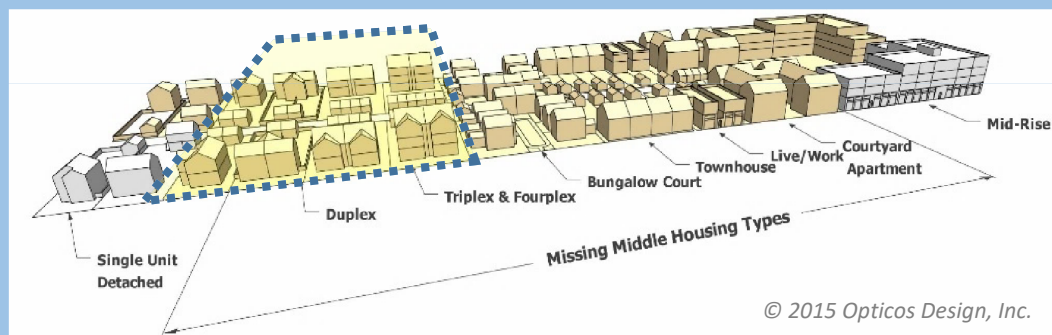 Single Unit
Detached
Duplex
Triplex & Fourplex
Bungalow Court
Townhouse
Live/Work
Courtyard
Apartment
Mid-Rise
Missing Middle Housing Types
© 2015 Opticos Design, Inc.